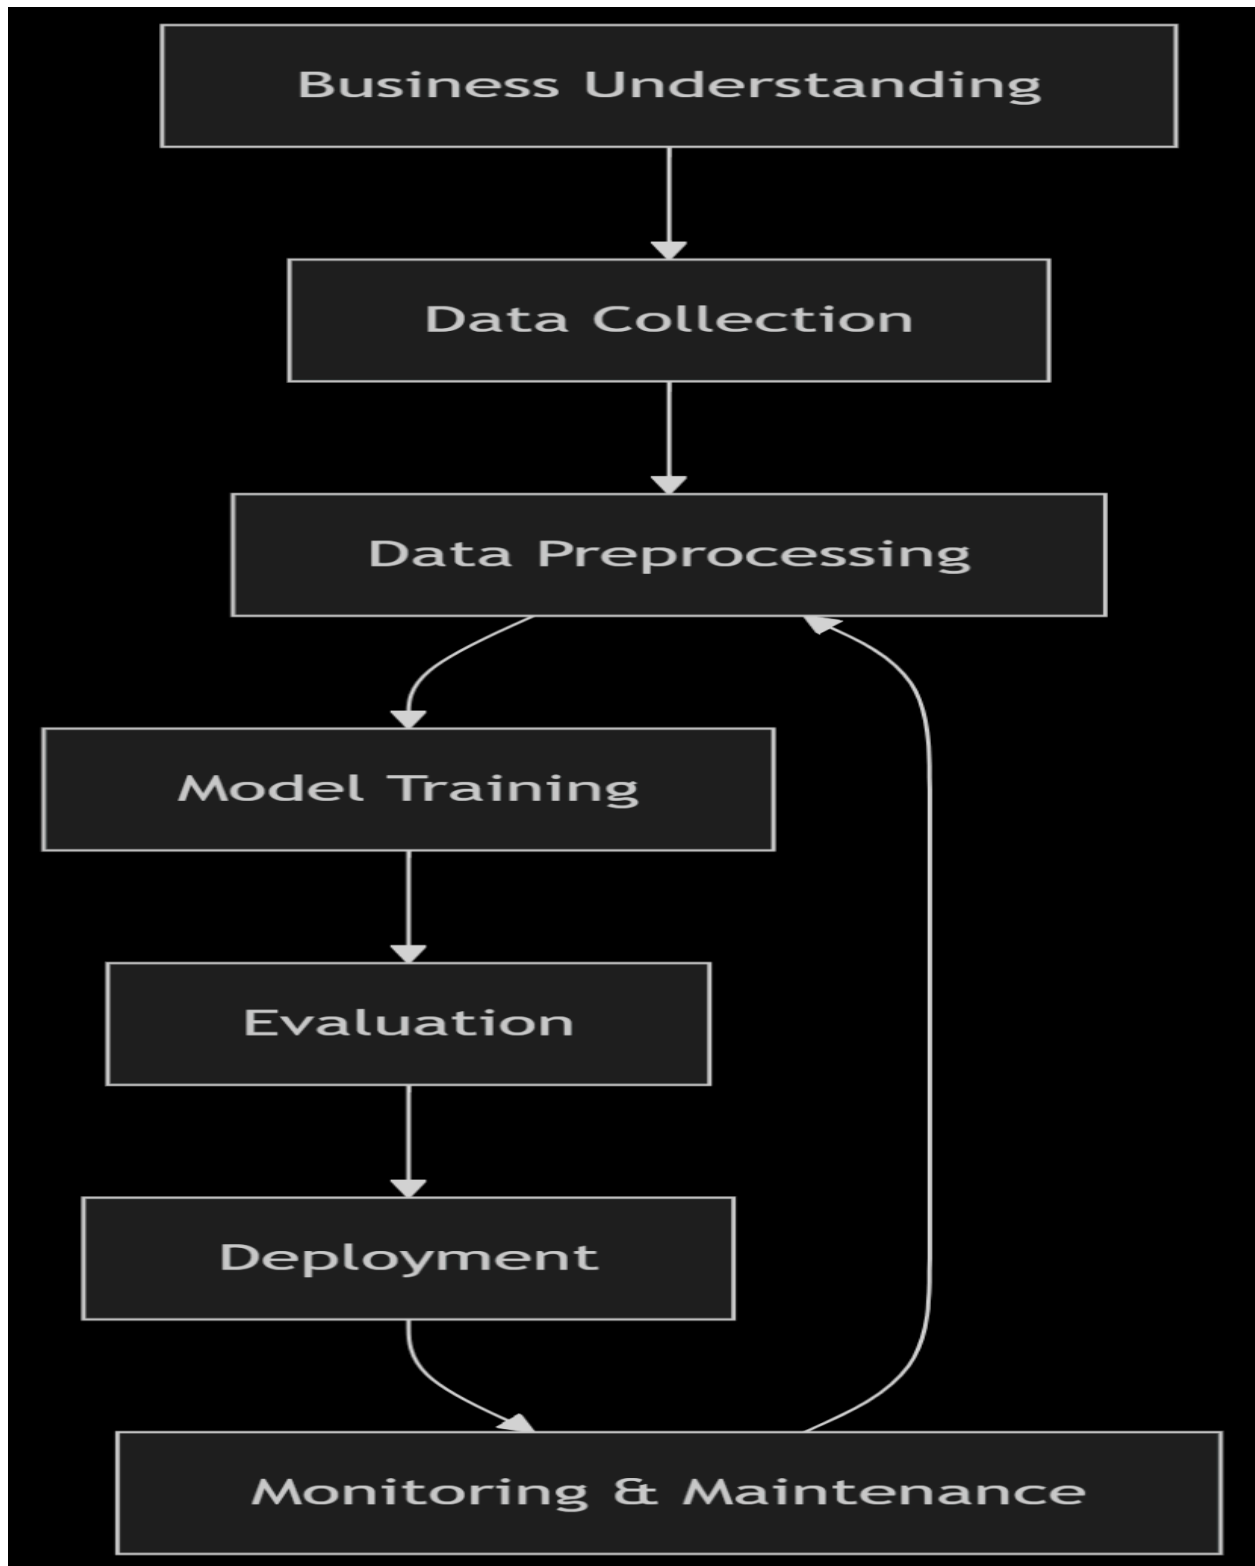 Business Understanding
Data Collection
Data Preprocessing
Model Training
Evaluation
Deployment
Monitoring & Maintenance